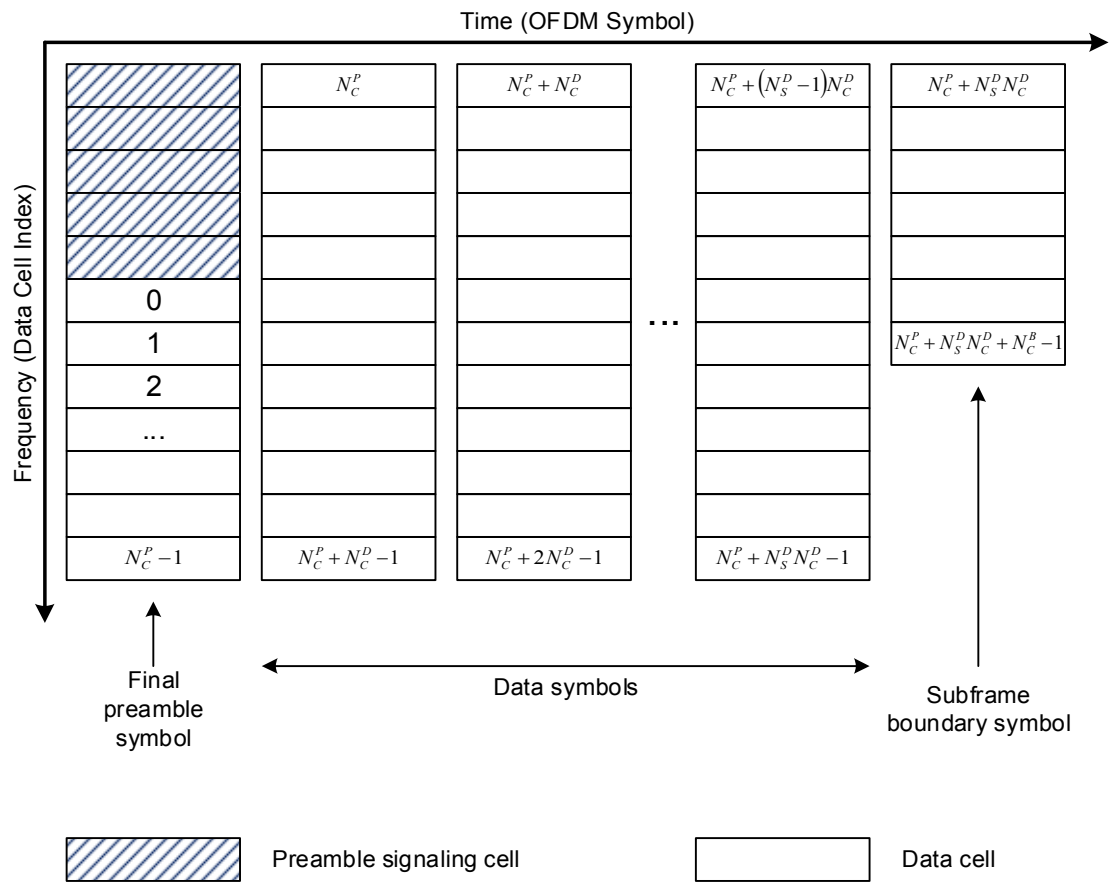 Time (OFDM Symbol)
Frequency (Data Cell Index)
$N_C^P$
$N_C^P + N_C^D$
$N_C^P + (N_S^D - 1)N_C^D$
$N_C^P + N_S^D N_C^D$
0
1
2
...
...
$N_C^P + N_S^D N_C^D + N_C^B - 1$
$N_C^P - 1$
$N_C^P + N_C^D - 1$
$N_C^P + 2N_C^D - 1$
$N_C^P + N_S^D N_C^D - 1$
Final
preamble
symbol
Data symbols
Subframe
boundary symbol
Preamble signaling cell
Data cell